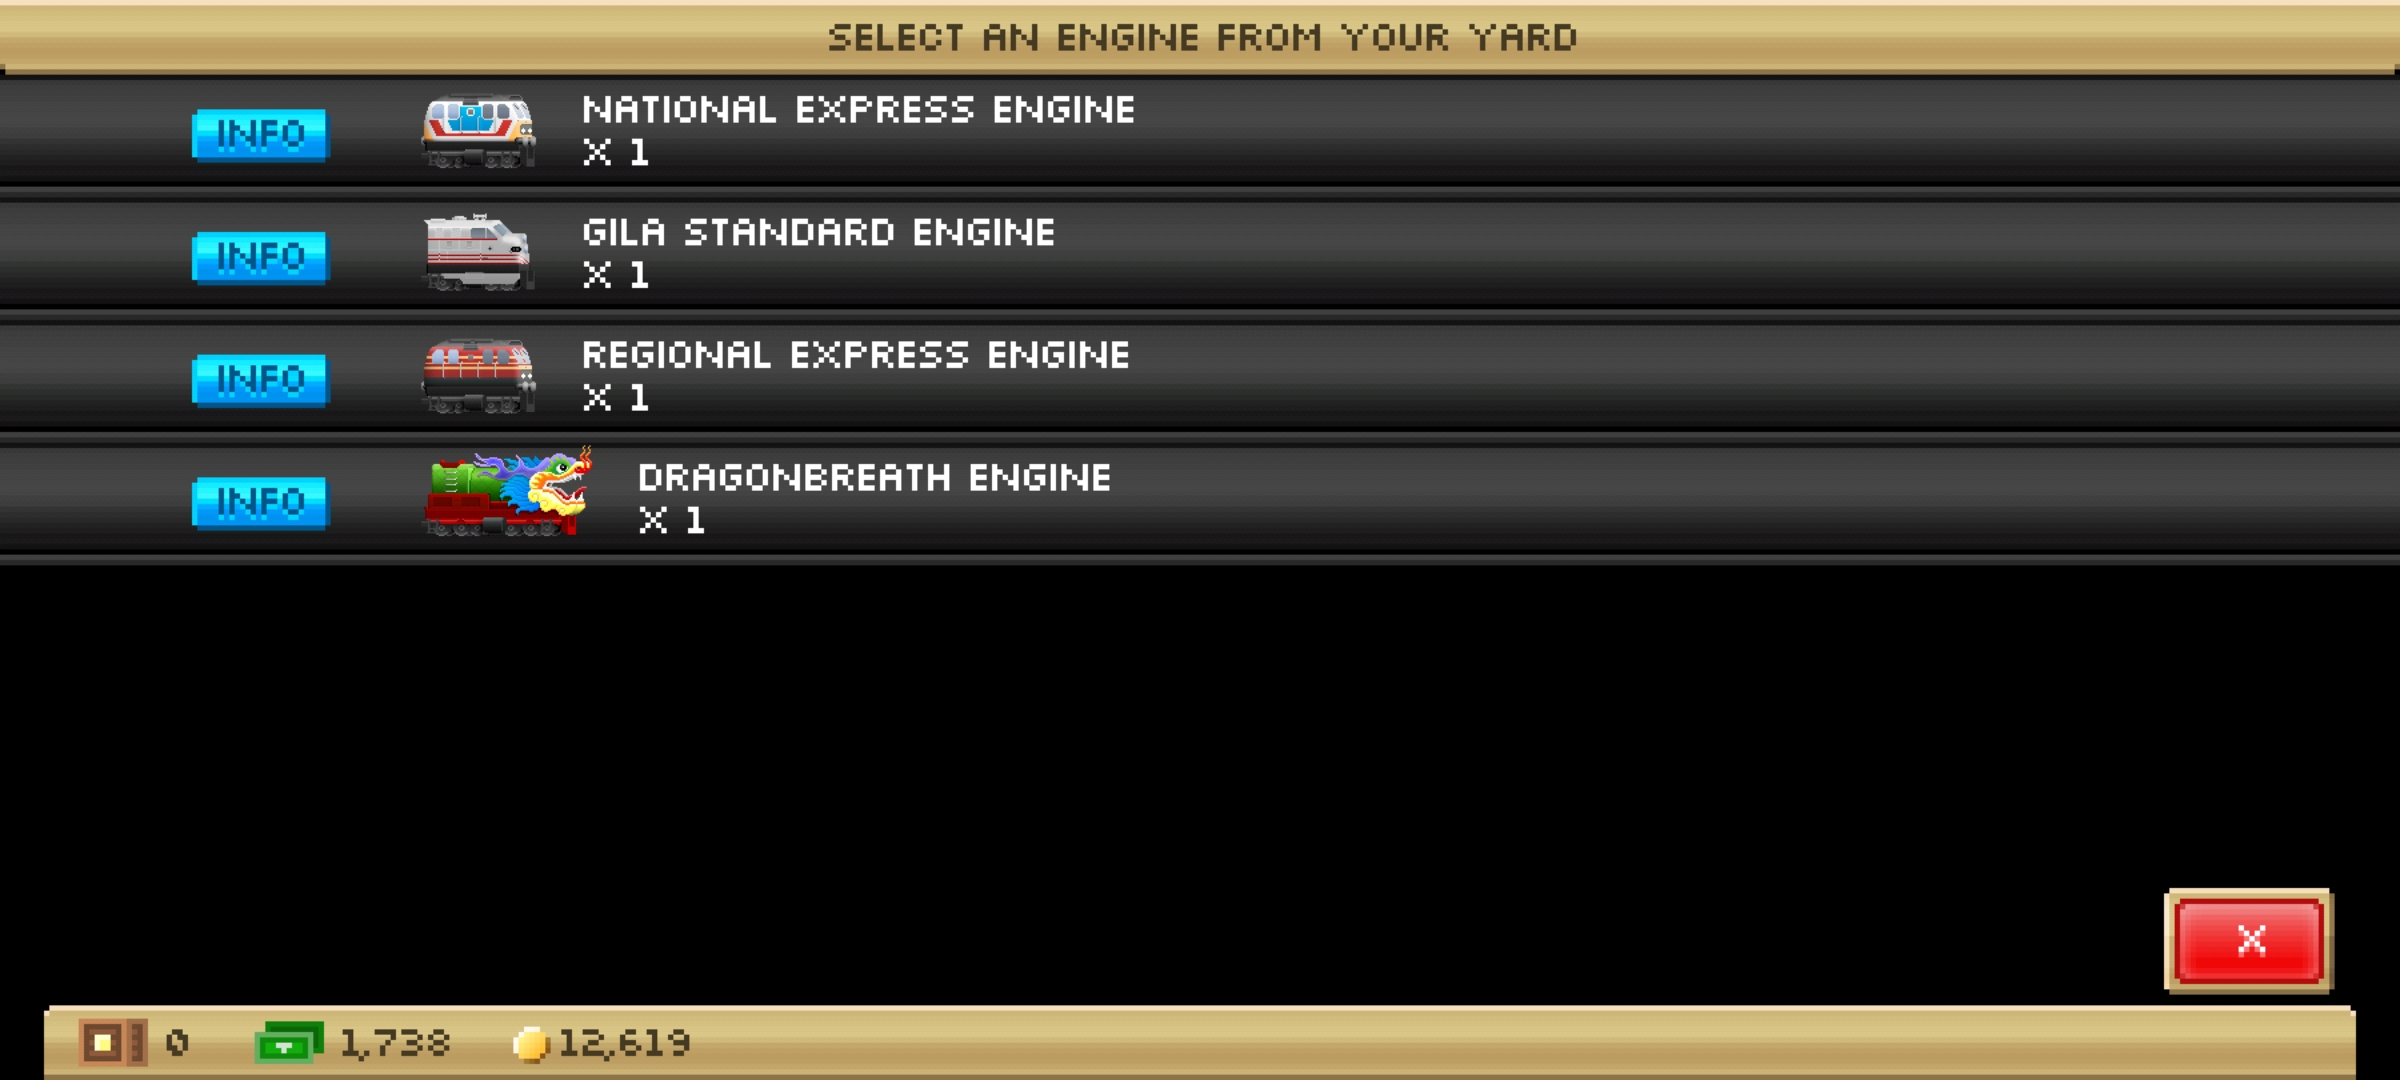 SELECT AN ENGINE FROM YOUR YARD
INFO
NATIONAL EXPRESS ENGINE
X 1
INFO
GILA STANDARD ENGINE
X 1
INFO
REGIONAL EXPRESS ENGINE
X 1
INFO
DRAGONBREATH ENGINE
X 1
X
0 1,738 12,619